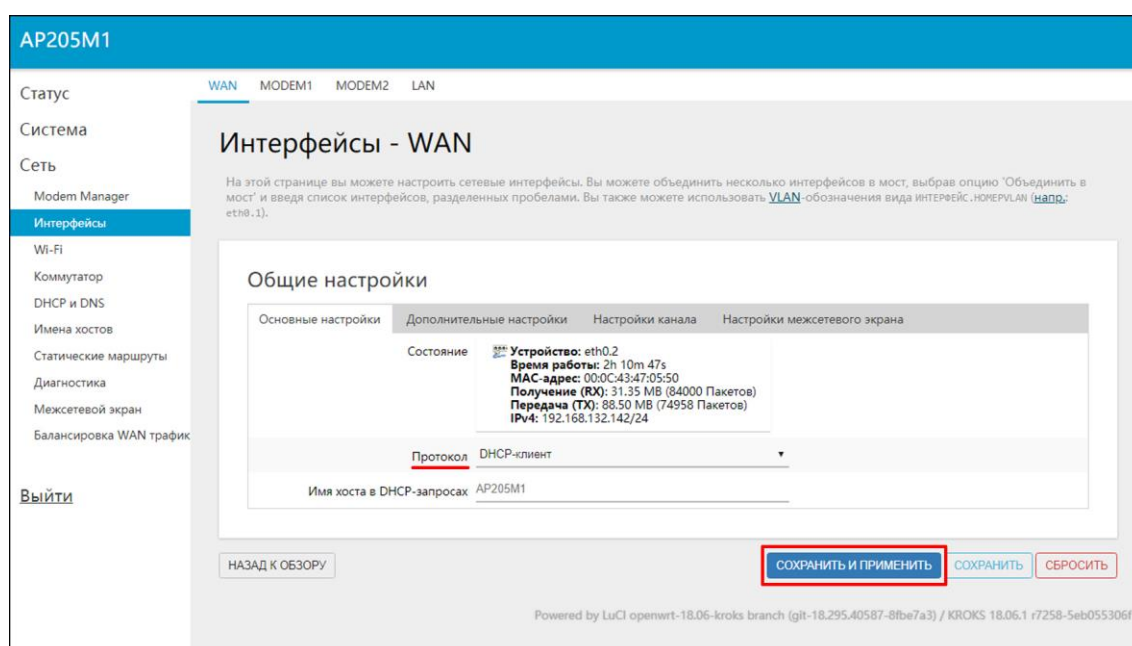 AP205M1
WAN MODEM1 MODEM2 LAN
Статус
Система
Сеть
Modem Manager
Интерфейсы
Wi-Fi
Коммутатор
DHCP и DNS
Имена хостов
Статические маршруты
Диагностика
Межсетевой экран
Балансировка WAN трафик
Выйти
Интерфейсы - WAN
На этой странице вы можете настроить сетевые интерфейсы. Вы можете объединить несколько интерфейсов в мост, выбрав опцию 'Объединить в
мост' и введя список интерфейсов, разделенных пробелами. Вы также можете использовать VLAN-обозначения вида ИНТЕРФЕЙС.НОМЕРVLAN (напр.:
eth0.1).
Общие настройки
Основные настройки Дополнительные настройки Настройки канала Настройки межсетевого экрана
Состояние
Устройство: eth0.2
Время работы: 2h 10m 47s
MAC-адрес: 00:0C:43:47:05:50
Получение (RX): 31.35 MB (84000 Пакетов)
Передача (TX): 88.50 MB (74958 Пакетов)
IPv4: 192.168.132.142/24
Протокол DHCP-клиент
Имя хоста в DHCP-запросах AP205M1
НАЗАД К ОБЗОРУ СОХРАНИТЬ И ПРИМЕНИТЬ СОХРАНИТЬ СБРОСИТЬ
Powered by LuCI openwrt-18.06-kroks branch (git-18.295.40587-8fbe7a3) / KROKS 18.06.1 r7258-5eb055306f